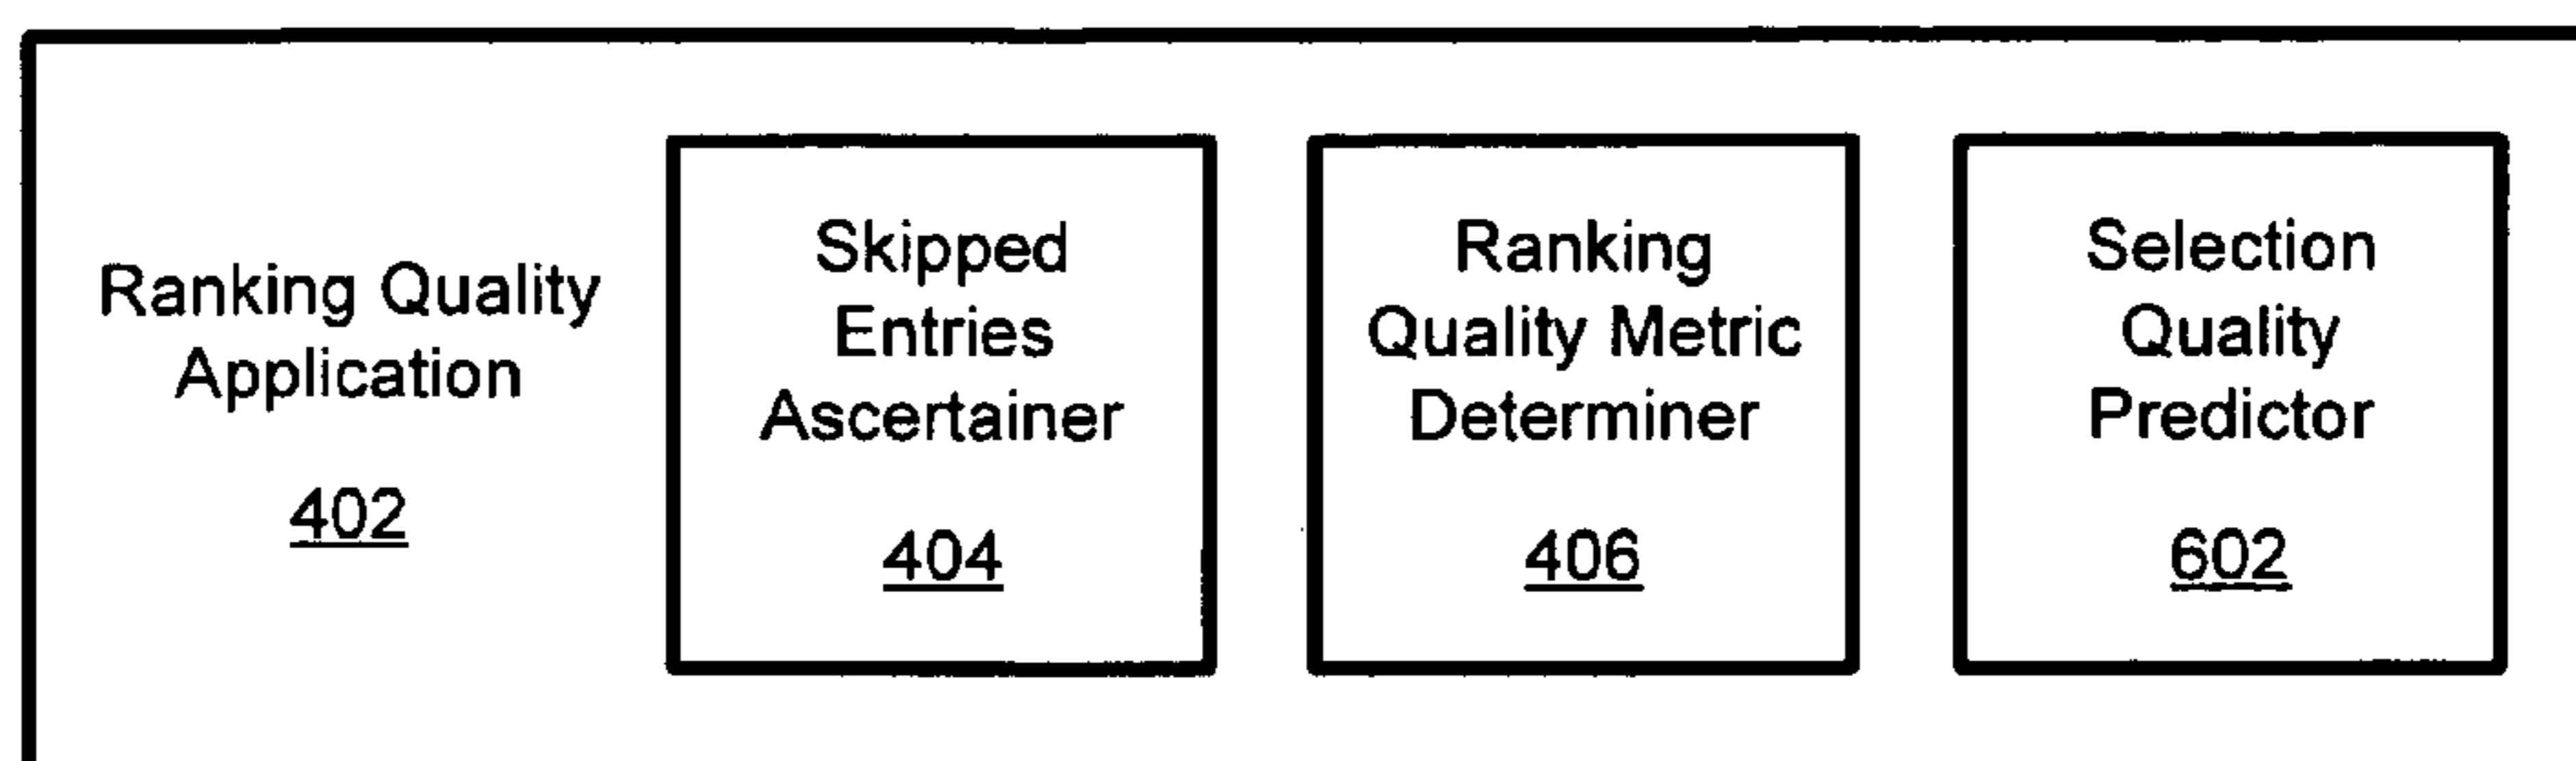 Ranking Quality
Application
402
Skipped
Entries
Ascertainer
404
Ranking
Quality Metric
Determiner
406
Selection
Quality
Predictor
602